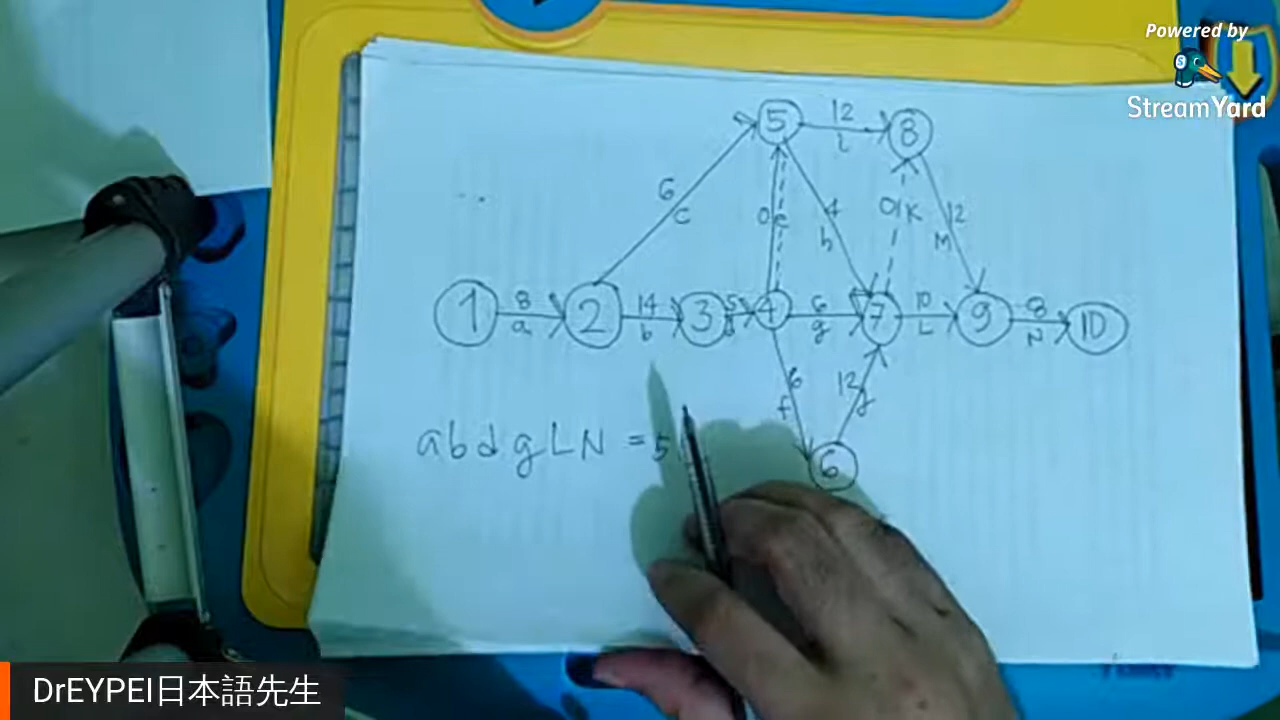 Powered by
StreamYard
5 12 8
i
6
c
0 e
4
h
0 k
12
M
1 8 2 14 3 5 4 6 7 10 9 8 10
a b d g L N
6
f
12
j
6
a b d g L N = 5
DrEYPEI日本語先生